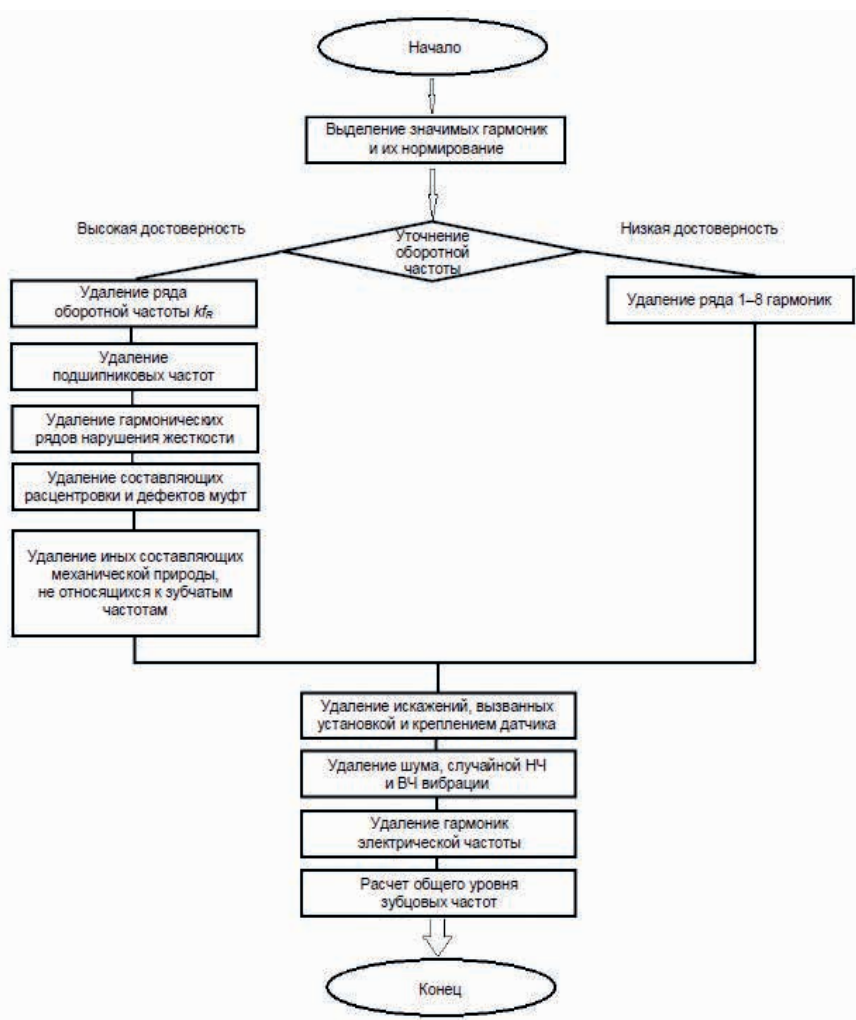 Начало
Выделение значимых гармоник
и их нормирование
Высокая достоверность
Уточнение
оборотной
частоты
Низкая достоверность
Удаление ряда
оборотной частоты kfR
Удаление ряда 1–8 гармоник
Удаление
подшипниковых частот
Удаление гармонических
рядов нарушения жесткости
Удаление составляющих
расцентровки и дефектов муфт
Удаление иных составляющих
механической природы,
не относящихся к зубчатым
частотам
Удаление искажений, вызванных
установкой и креплением датчика
Удаление шума, случайной НЧ
и ВЧ вибрации
Удаление гармоник
электрической частоты
Расчет общего уровня
зубцовых частот
Конец